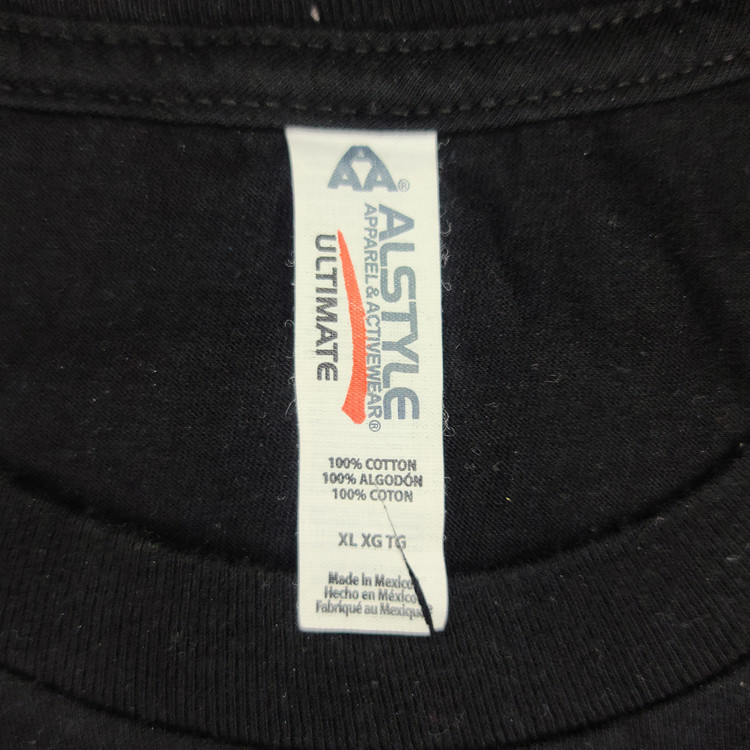 AAA®
ALSTYLE
APPAREL & ACTIVEWEAR®
ULTIMATE
100% COTTON
100% ALGODÓN
100% COTON
XL XG TG
Made in Mexico
Hecho en México
Fabriqué au Mexique